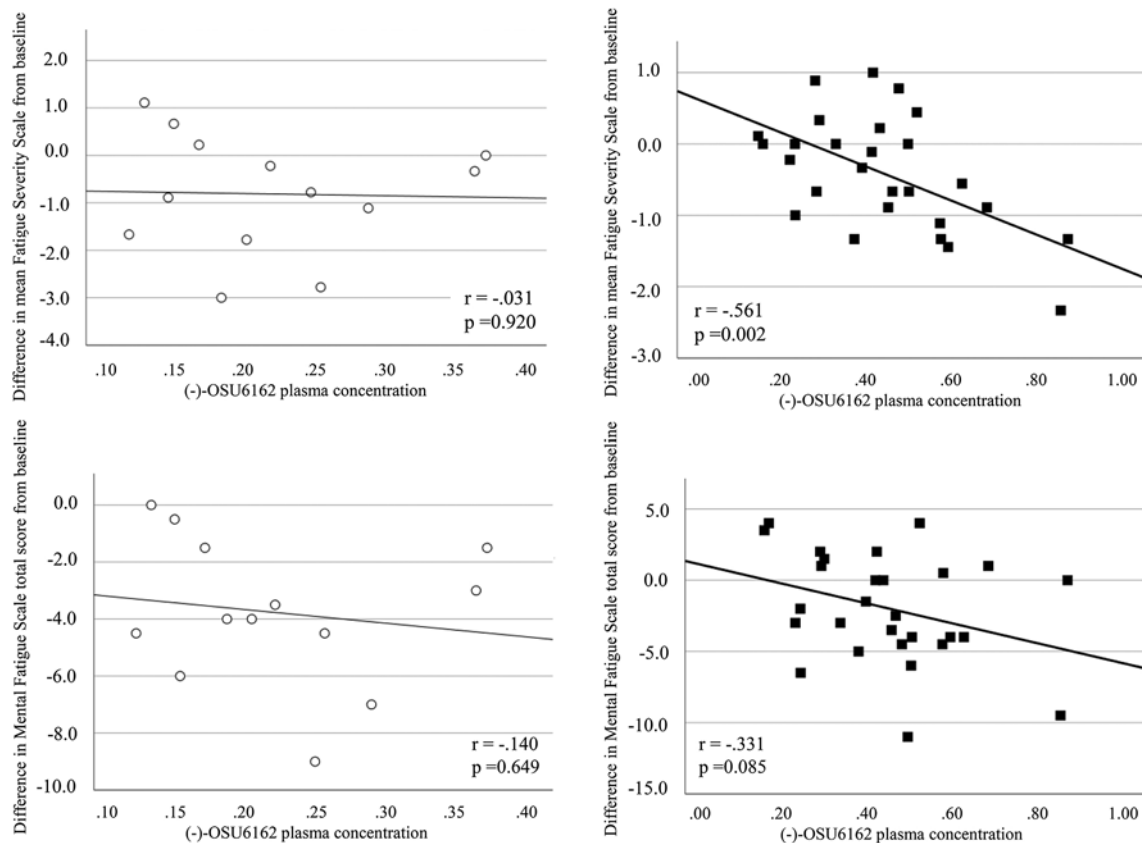 Difference in mean Fatigue Severity Scale from baseline
2.0
1.0
0.0
-1.0
-2.0
-3.0
-4.0
r = -.031
p =0.920
.10 .15 .20 .25 .30 .35 .40
(-)-OSU6162 plasma concentration
Difference in mean Fatigue Severity Scale from baseline
1.0
0.0
-1.0
-2.0
-3.0
r = -.561
p =0.002
.00 .20 .40 .60 .80 1.00
(-)-OSU6162 plasma concentration
Difference in Mental Fatigue Scale total score from baseline
0.0
-2.0
-4.0
-6.0
-8.0
-10.0
r = -.140
p =0.649
.10 .15 .20 .25 .30 .35 .40
(-)-OSU6162 plasma concentration
Difference in Mental Fatigue Scale total score from baseline
5.0
0.0
-5.0
-10.0
-15.0
r = -.331
p =0.085
.00 .20 .40 .60 .80 1.00
(-)-OSU6162 plasma concentration